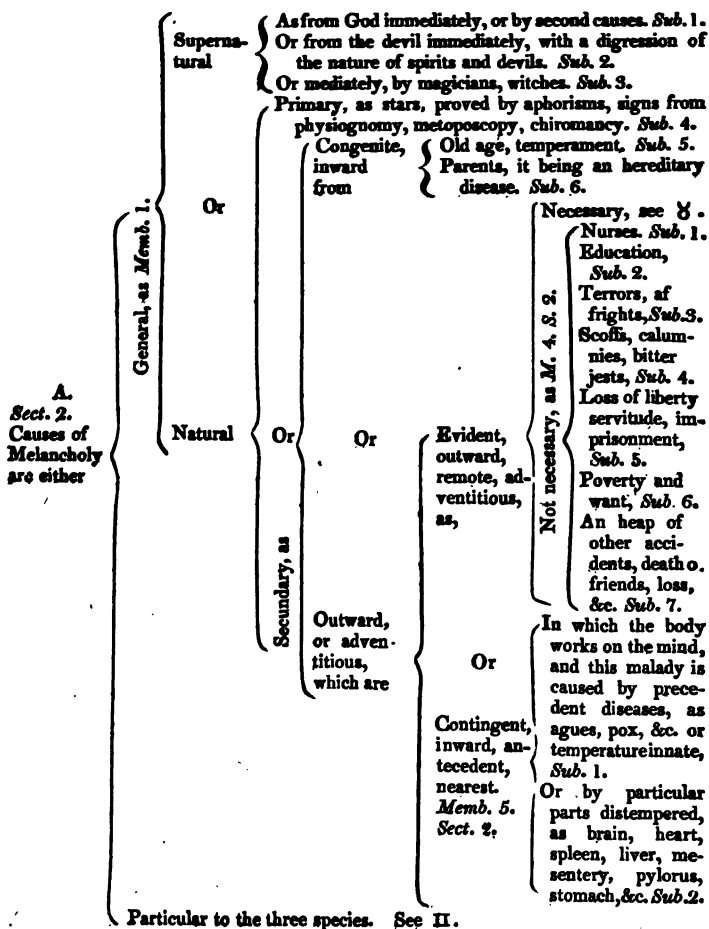 As from God immediately, or by second causes. Sub. 1.
Superna-
tural
Or from the devil immediately, with a digression of
the nature of spirits and devils. Sub. 2.
Or mediately, by magicians, witches. Sub. 3.
Primary, as stars, proved by aphorisms, signs from
physiognomy, metoposcopy, chiromancy. Sub. 4.
Congenite,
inward
from
Old age, temperament. Sub. 5.
Parents, it being an hereditary
disease. Sub. 6.
General, as Memb. 1.
Or
Necessary, see ♉.
Nurses. Sub. 1.
Education,
Sub. 2.
Terrors, af
frights, Sub. 3.
Scoffs, calum-
nies, bitter
jests, Sub. 4.
Loss of liberty
servitude, im-
prisonment,
Sub. 5.
Poverty and
want, Sub. 6.
An heap of
other acci-
dents, death o.
friends, loss,
&c. Sub. 7.
Not necessary, as M. 4. S. 2.
A.
Sect. 2.
Causes of
Melancholy
are either
Natural
Or
Or
Evident,
outward,
remote, ad-
ventitious,
as,
Secundary, as
Outward,
or adven-
titious,
which are
Or
In which the body
works on the mind,
and this malady is
caused by prece-
dent diseases, as
agues, pox, &c. or
temperature innate,
Sub. 1.
Contingent,
inward, an-
tecedent,
nearest.
Memb. 5.
Sect. 2.
Or by particular
parts distempered,
as brain, heart,
spleen, liver, me-
sentery, pylorus,
stomach, &c. Sub. 2.
Particular to the three species. See ♊.